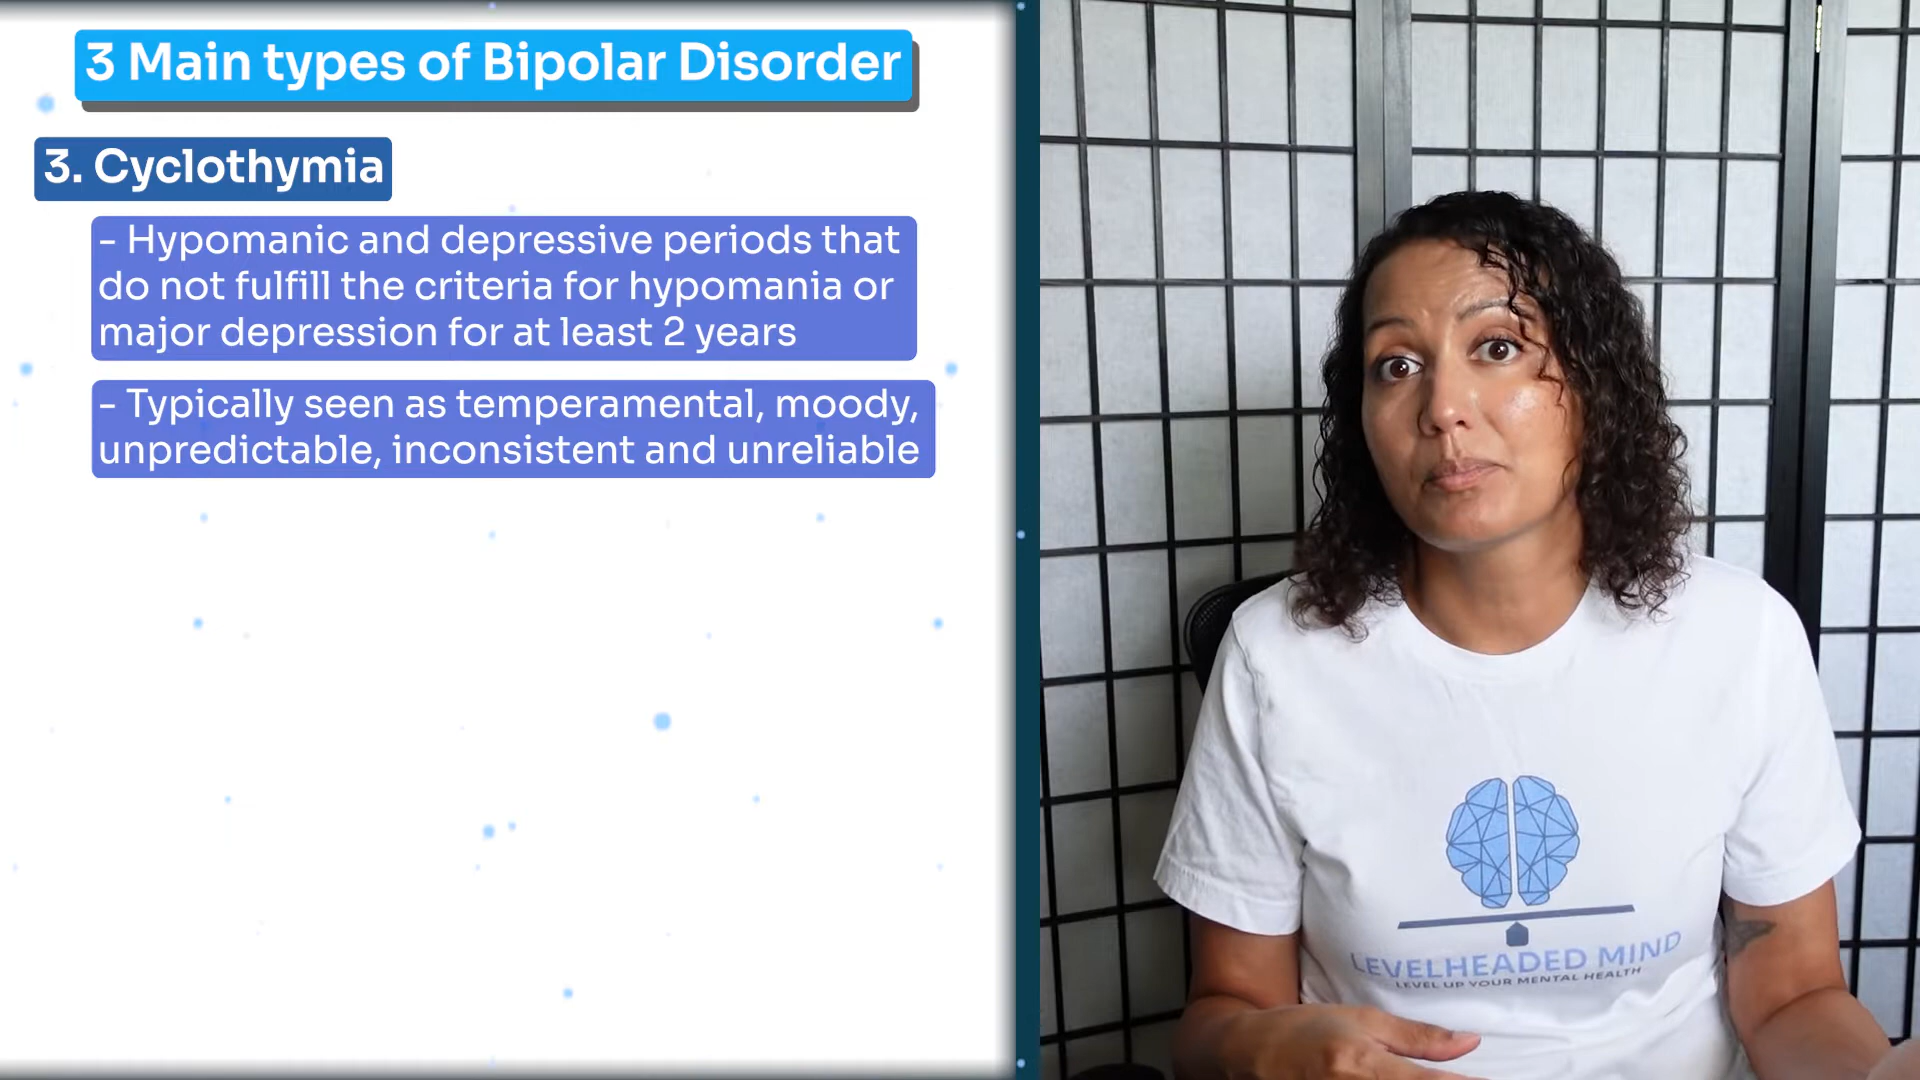 3 Main types of Bipolar Disorder
3. Cyclothymia
- Hypomanic and depressive periods that
do not fulfill the criteria for hypomania or
major depression for at least 2 years
- Typically seen as temperamental, moody,
unpredictable, inconsistent and unreliable
LEVELHEADED MIND
LEVEL UP YOUR MENTAL HEALTH